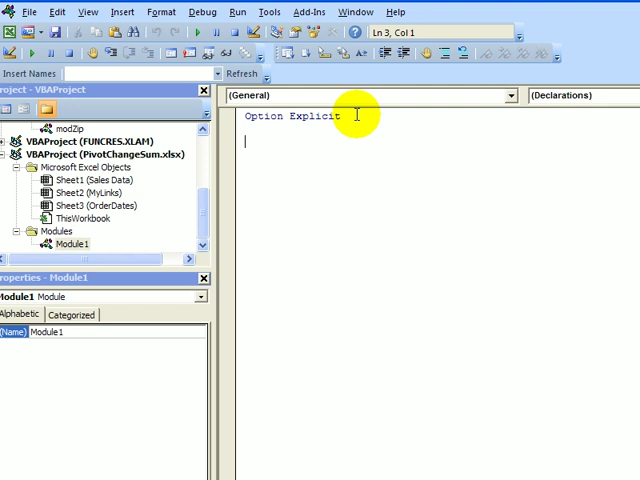 File Edit View Insert Format Debug Run Tools Add-Ins Window Help
Ln 3, Col 1
Insert Names Refresh
roject - VBAProject
(General) (Declarations)
Option Explicit
modZip
VBAProject (FUNCRES.XLAM)
VBAProject (PivotChangeSum.xlsx)
Microsoft Excel Objects
Sheet1 (Sales Data)
Sheet2 (MyLinks)
Sheet3 (OrderDates)
ThisWorkbook
Modules
Module1
roperties - Module1
Module1 Module
Alphabetic Categorized
(Name) Module1